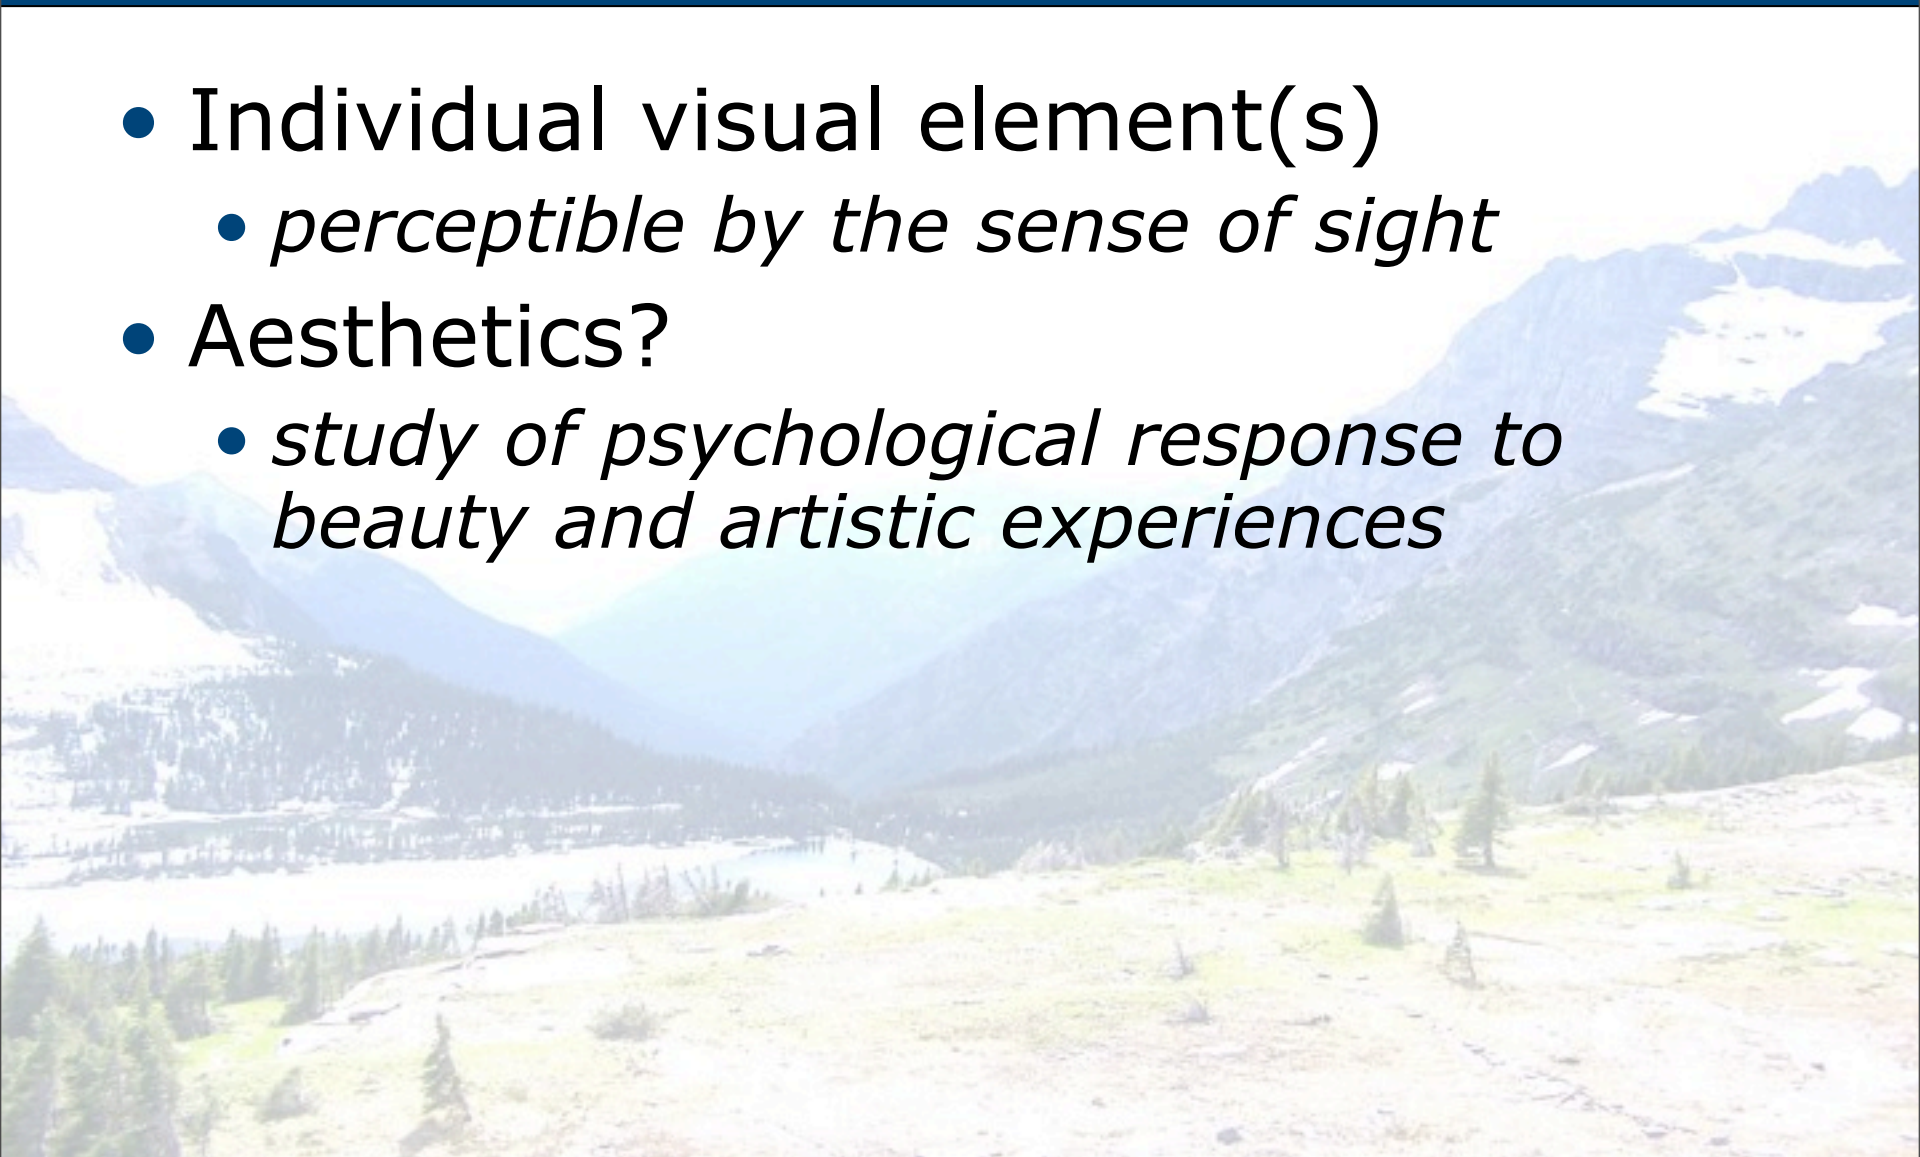 • Individual visual element(s)
• perceptible by the sense of sight
• Aesthetics?
• study of psychological response to
beauty and artistic experiences